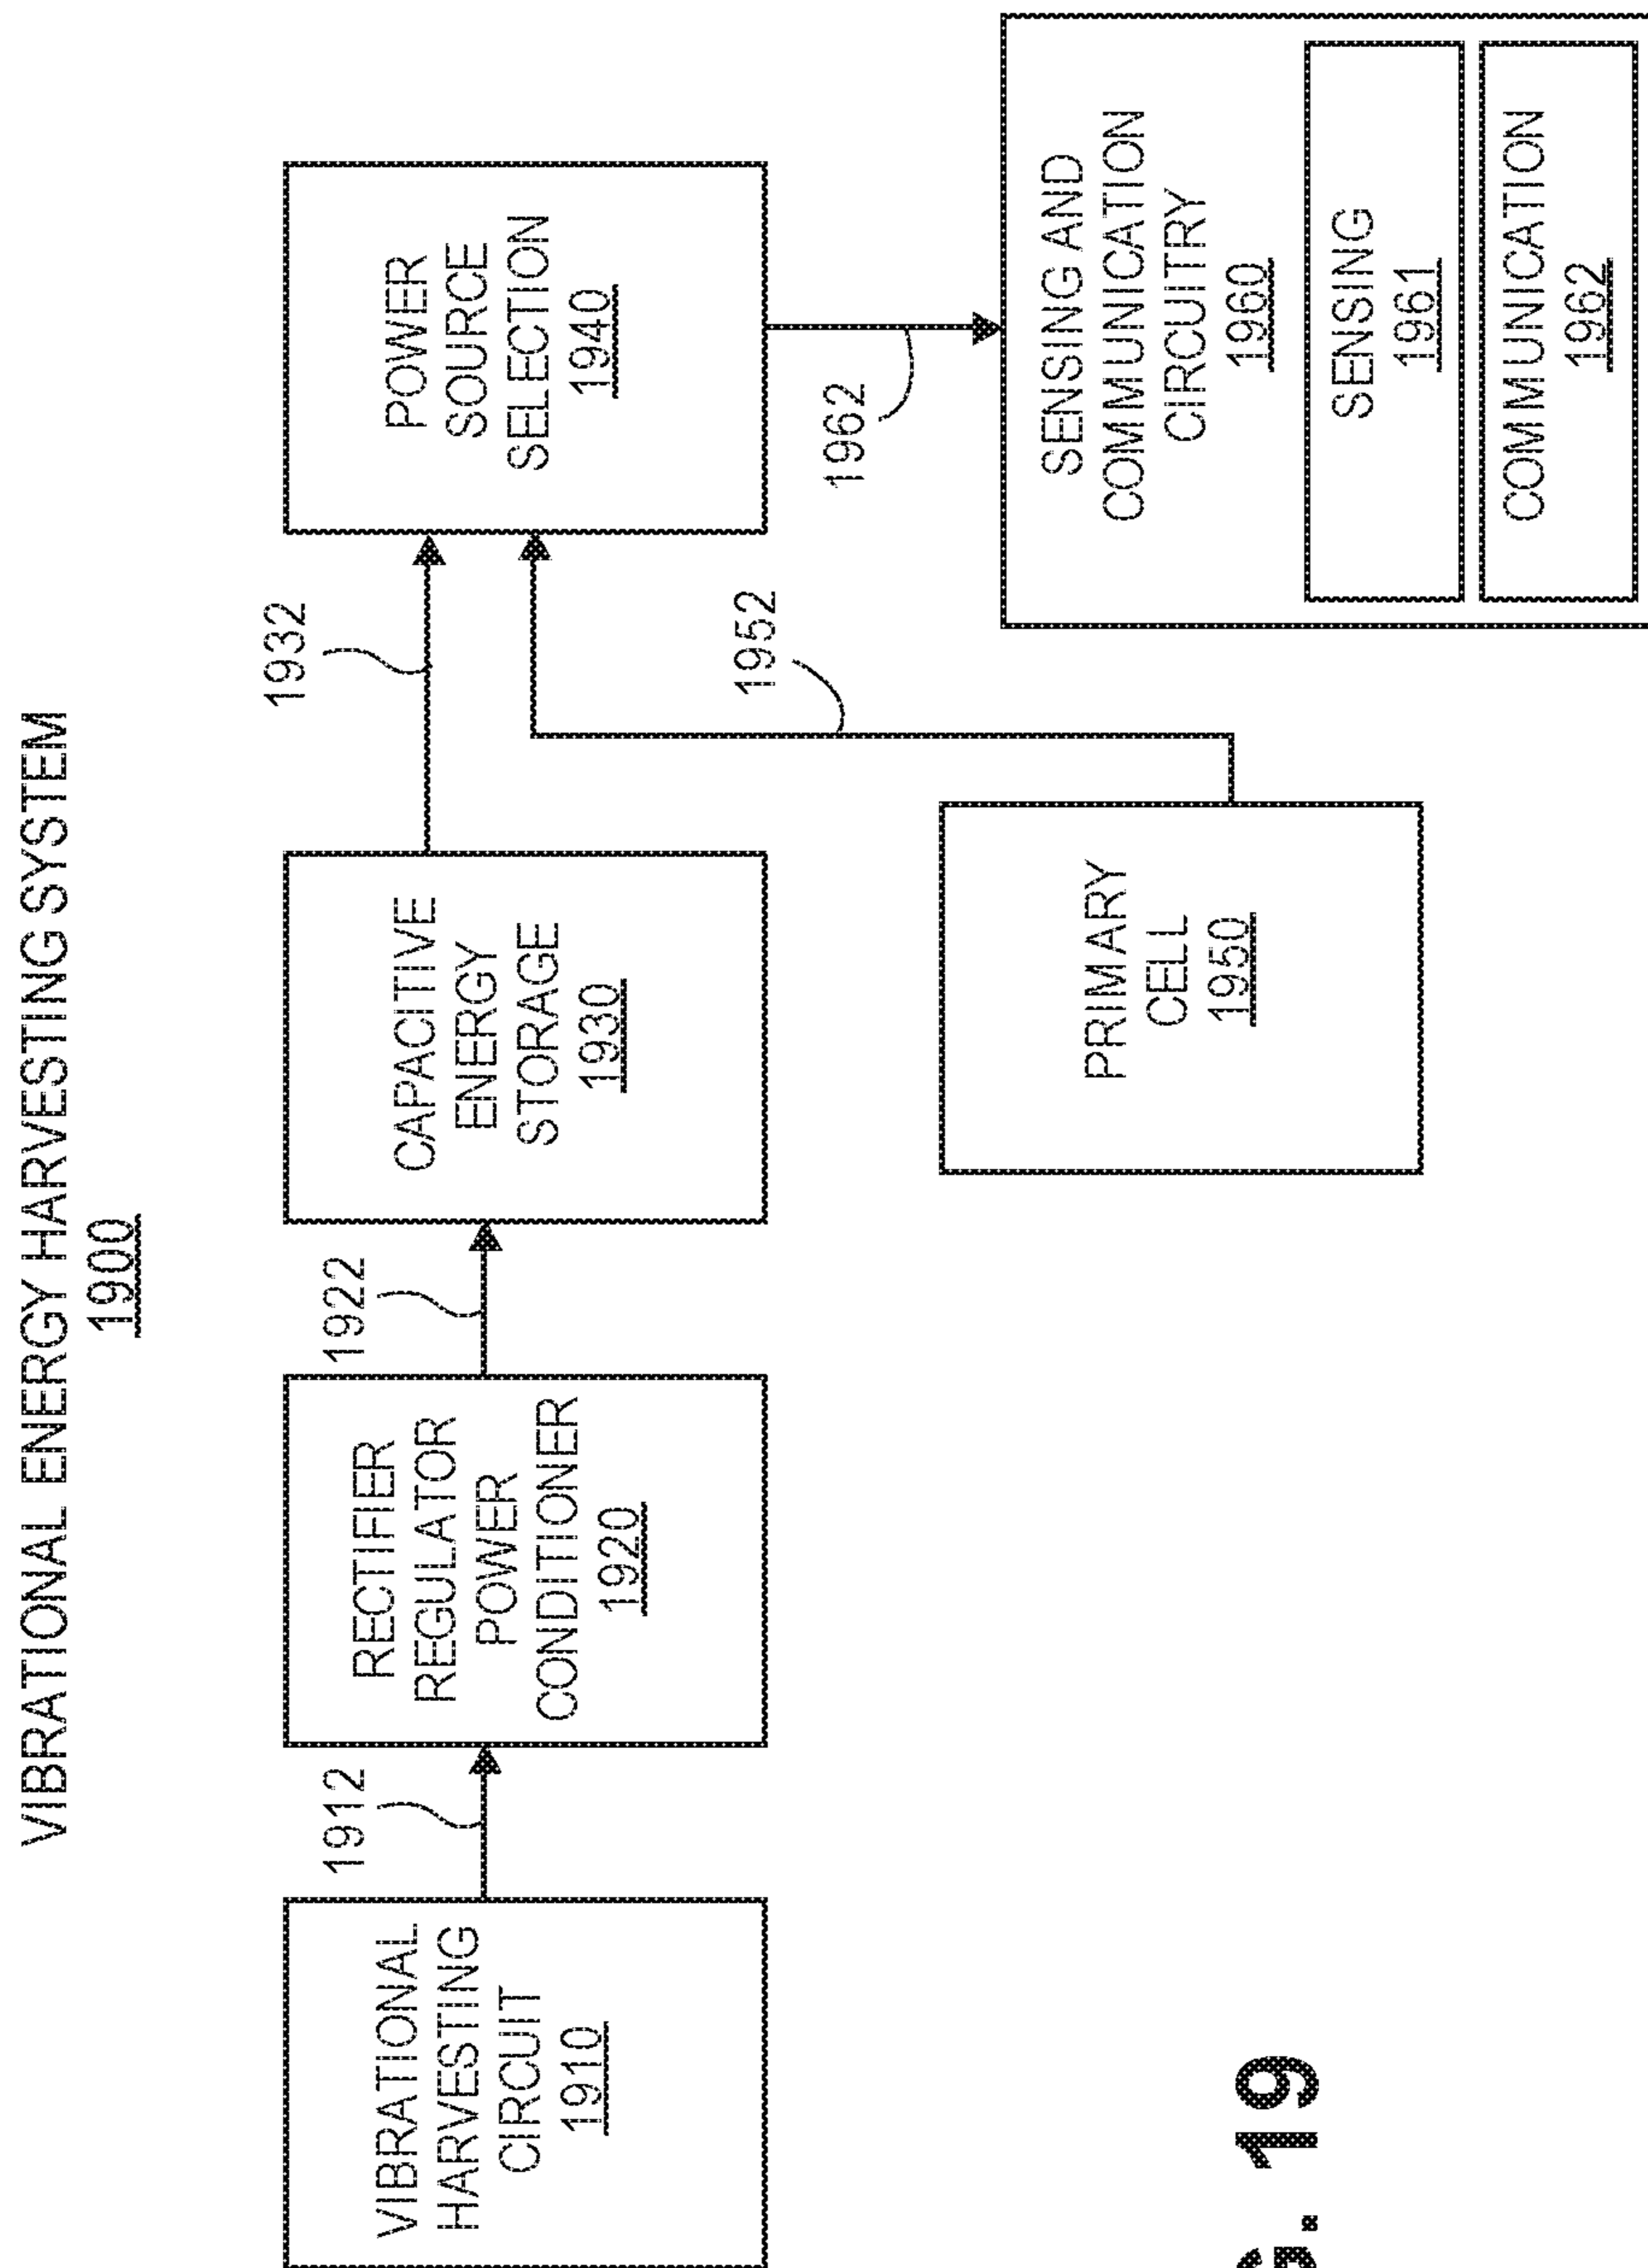 VIBRATIONAL ENERGY HARVESTING SYSTEM
1900
VIBRATIONAL
HARVESTING
CIRCUIT
1910
1912
RECTIFIER
REGULATOR
POWER
CONDITIONER
1920
1922
CAPACITIVE
ENERGY
STORAGE
1930
1932
POWER
SOURCE
SELECTION
1940
PRIMARY
CELL
1950
1952
1962
SENSING AND
COMMUNICATION
CIRCUITRY
1960
SENSING
1961
COMMUNICATION
1962
G. 19